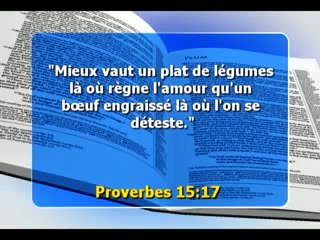 "Mieux vaut un plat de légumes
là où règne l'amour qu'un
bœuf engraissé là où l'on se
déteste."
Proverbes 15:17